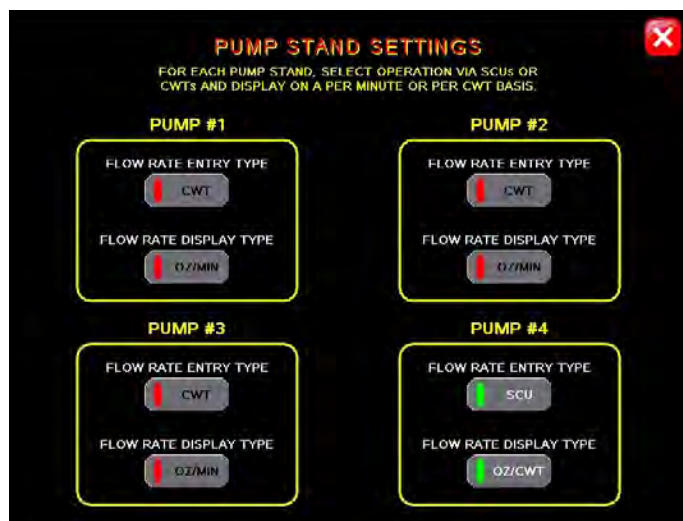 PUMP STAND SETTINGS
FOR EACH PUMP STAND, SELECT OPERATION VIA SCUs OR
CWTs AND DISPLAY ON A PER MINUTE OR PER CWT BASIS.
PUMP #1
FLOW RATE ENTRY TYPE
CWT
FLOW RATE DISPLAY TYPE
OZ/MIN
PUMP #2
FLOW RATE ENTRY TYPE
CWT
FLOW RATE DISPLAY TYPE
OZ/MIN
PUMP #3
FLOW RATE ENTRY TYPE
CWT
FLOW RATE DISPLAY TYPE
OZ/MIN
PUMP #4
FLOW RATE ENTRY TYPE
SCU
FLOW RATE DISPLAY TYPE
OZ/CWT